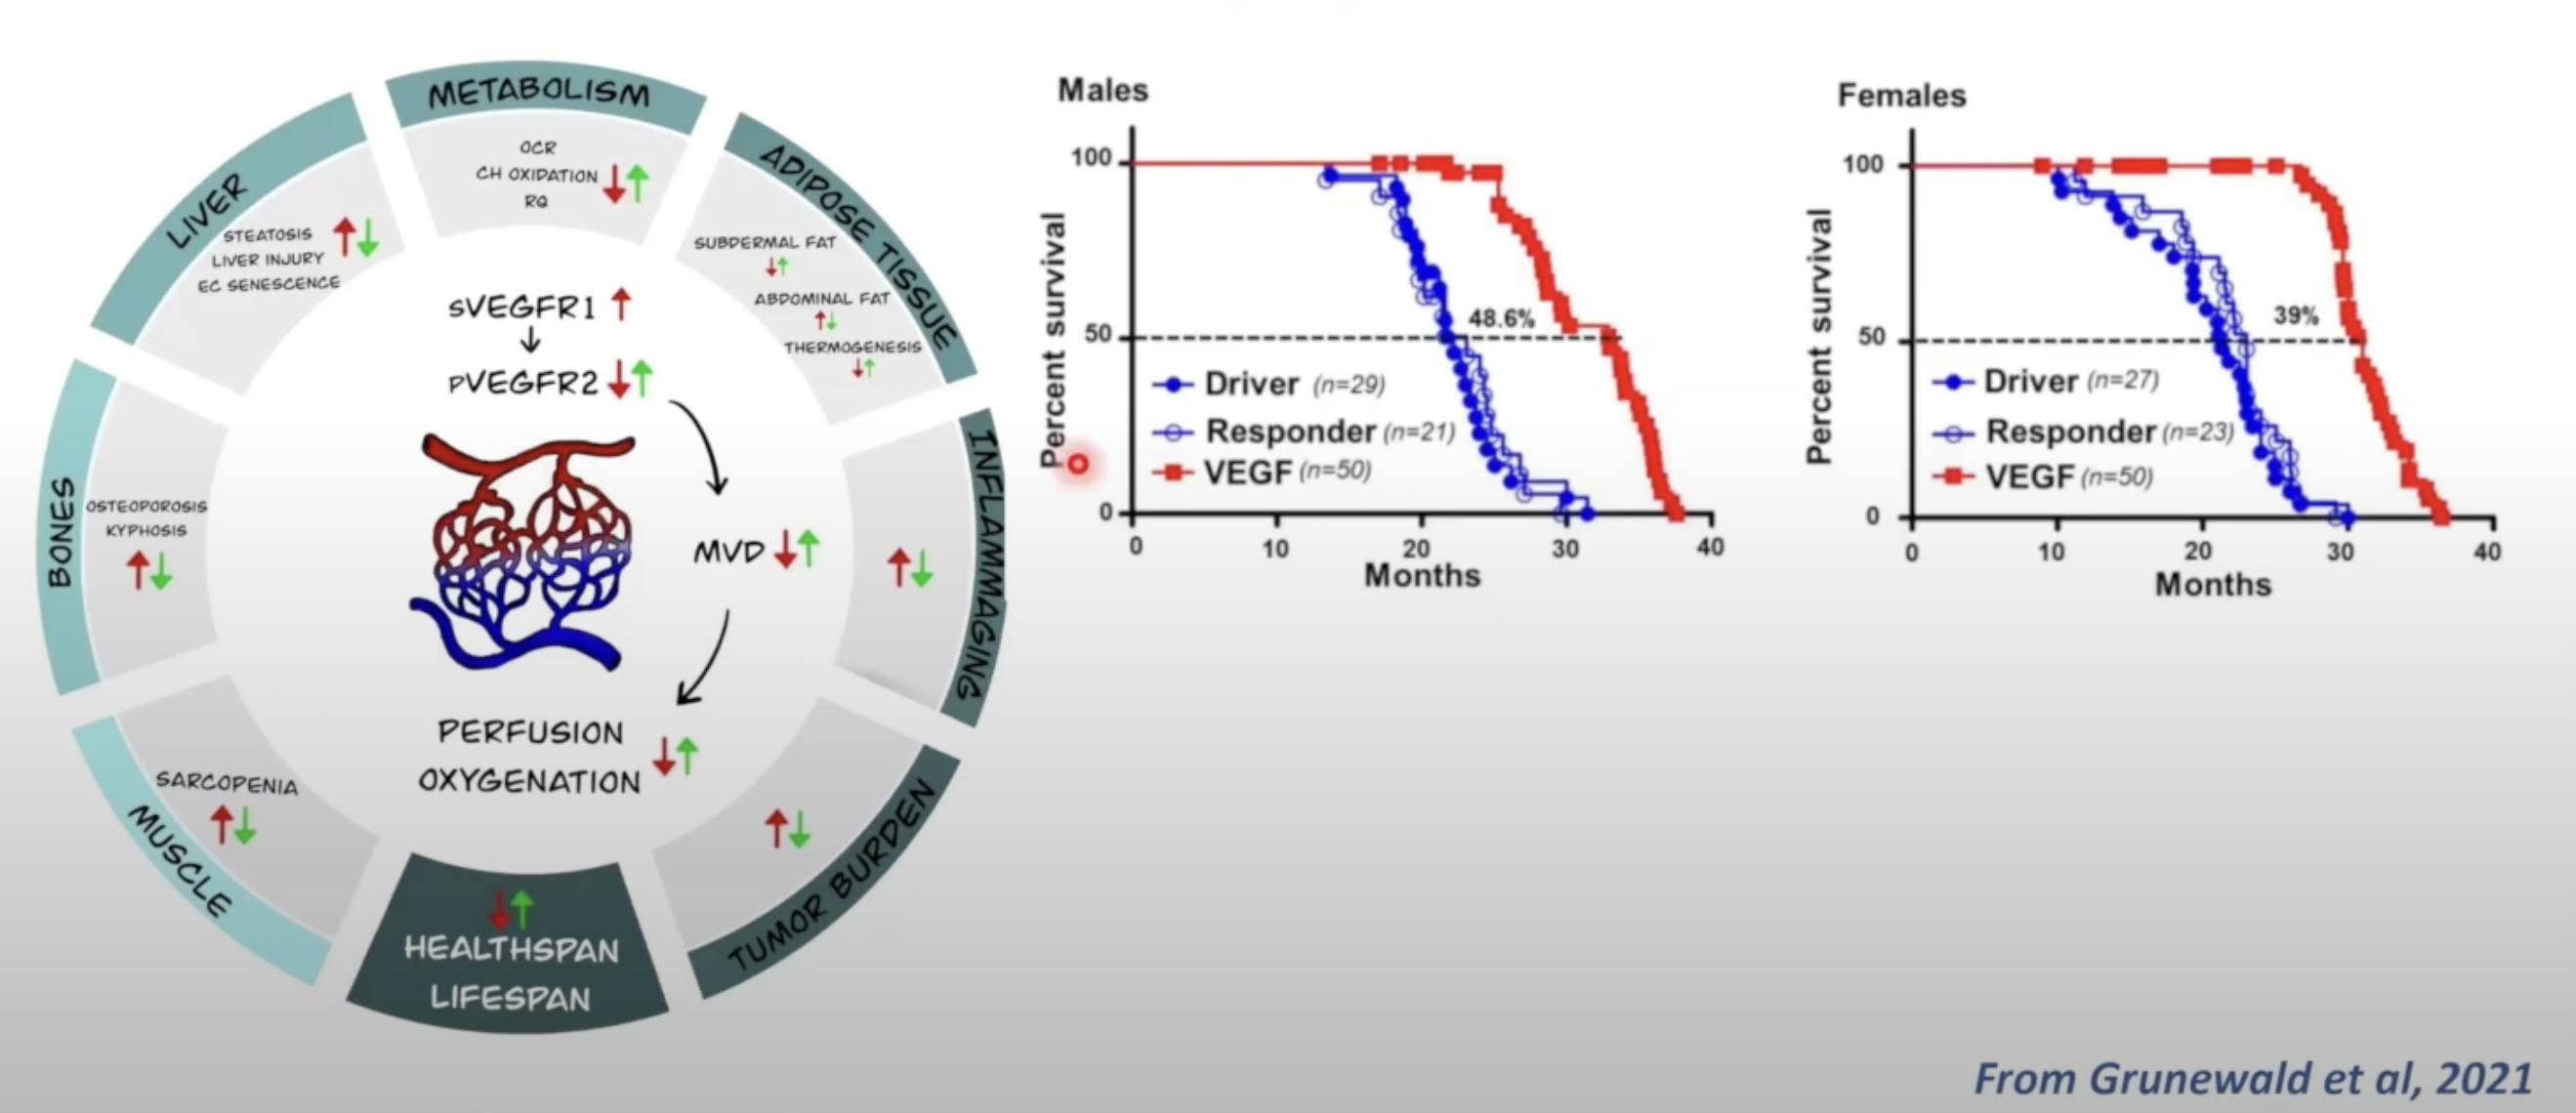 METABOLISM
OCR
CH OXIDATION
RQ
ADIPOSE TISSUE
SUBDERMAL FAT
ABDOMINAL FAT
THERMOGENESIS
INFLAMMAGING
TUMOR BURDEN
HEALTHSPAN
LIFESPAN
MUSCLE
SARCOPENIA
BONES
OSTEOPOROSIS
KYPHOSIS
LIVER
STEATOSIS
LIVER INJURY
EC SENESCENCE
sVEGFR1
pVEGFR2
MVD
PERFUSION
OXYGENATION
Males
Percent survival
100
50
0
48.6%
Driver (n=29)
Responder (n=21)
VEGF (n=50)
0 10 20 30 40
Months
Females
Percent survival
100
50
0
39%
Driver (n=27)
Responder (n=23)
VEGF (n=50)
0 10 20 30 40
Months
From Grunewald et al, 2021